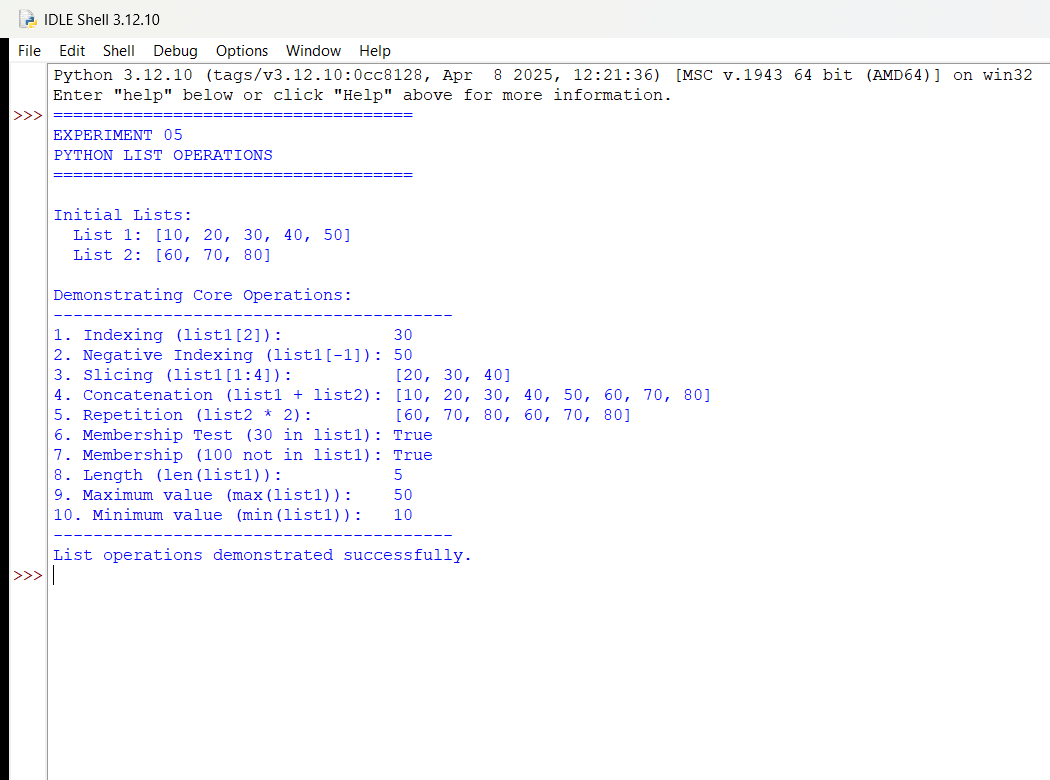 IDLE Shell 3.12.10
File Edit Shell Debug Options Window Help
Python 3.12.10 (tags/v3.12.10:0cc8128, Apr  8 2025, 12:21:36) [MSC v.1943 64 bit (AMD64)] on win32
Enter "help" below or click "Help" above for more information.
>>> ====================================
EXPERIMENT 05
PYTHON LIST OPERATIONS
====================================
Initial Lists:
  List 1: [10, 20, 30, 40, 50]
  List 2: [60, 70, 80]
Demonstrating Core Operations:
----------------------------------------
1. Indexing (list1[2]):           30
2. Negative Indexing (list1[-1]): 50
3. Slicing (list1[1:4]):          [20, 30, 40]
4. Concatenation (list1 + list2): [10, 20, 30, 40, 50, 60, 70, 80]
5. Repetition (list2 * 2):        [60, 70, 80, 60, 70, 80]
6. Membership Test (30 in list1): True
7. Membership (100 not in list1): True
8. Length (len(list1)):           5
9. Maximum value (max(list1)):    50
10. Minimum value (min(list1)):   10
----------------------------------------
List operations demonstrated successfully.
>>>